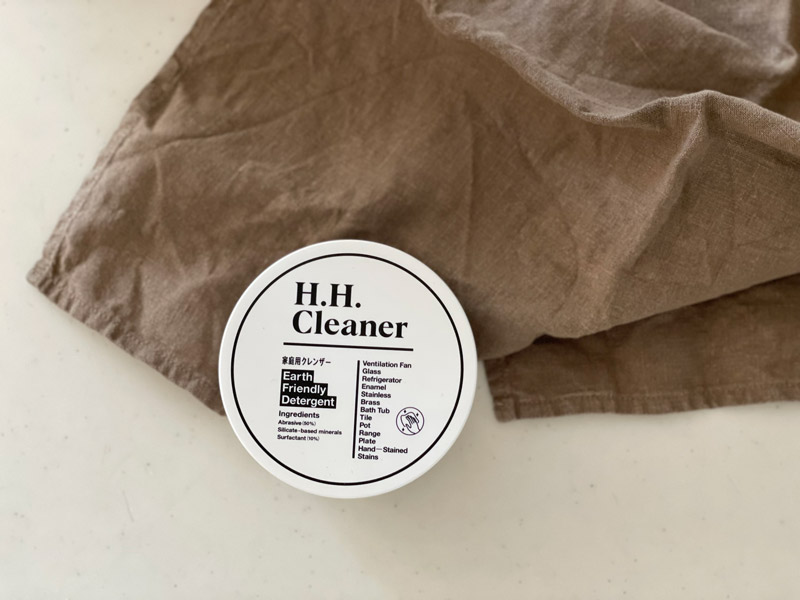 H.H.
Cleaner
家庭用クレンザー
Earth
Friendly
Detergent
Ingredients
Abrasive(50%)
Silicate-based minerals
Surfactant(10%)
Ventilation Fan
Glass
Refrigerator
Enamel
Stainless
Brass
Bath Tub
Tile
Pot
Range
Plate
Hand—Stained
Stains